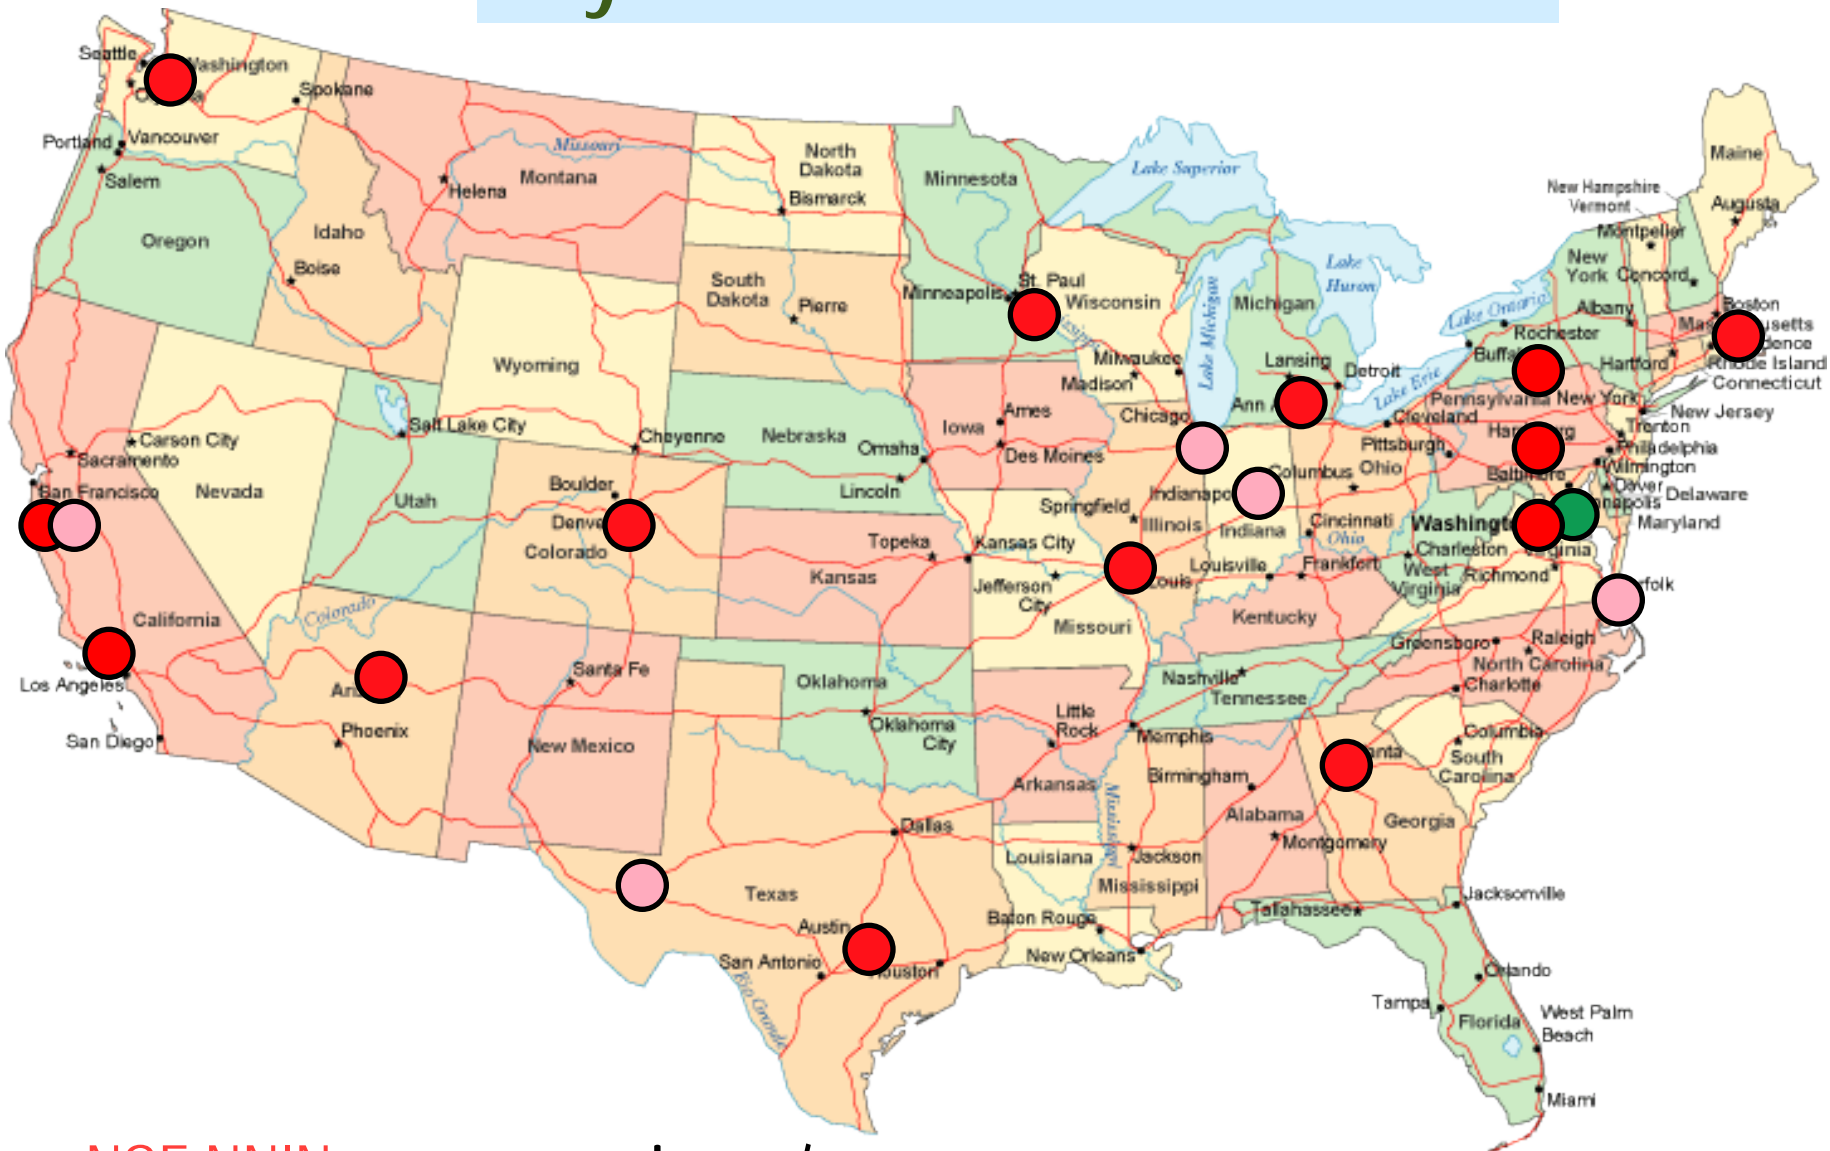 Seattle
Washington
Spokane
Portland
Vancouver
Salem
Oregon
Idaho
Boise
Missouri
Helena
Montana
North
Dakota
Bismarck
South
Dakota
Pierre
Minnesota
Minneapolis
St. Paul
Wisconsin
Milwaukee
Madison
Lake Superior
Lake Michigan
Lake
Huron
Lake Ontario
Lake Erie
Michigan
Lansing
Detroit
Ann
Maine
Augusta
New Hampshire
Vermont
Montpelier
New
York
Concord
Albany
Boston
Rochester
Hartford
Rhode Island
Connecticut
Pennsylvania
New York
New Jersey
Trenton
Philadelphia
Wilmington
Dover
Delaware
Maryland
Baltimore
Pittsburgh
Cleveland
Columbus
Ohio
Cincinnati
Ohio
Wyoming
Cheyenne
Nebraska
Omaha
Lincoln
Iowa
Ames
Des Moines
Chicago
Springfield
Illinois
Indiana
Carson City
Sacramento
San Francisco
Nevada
Salt Lake City
Utah
Boulder
Colorado
Topeka
Kansas
Kansas City
Jefferson
City
Missouri
Louisville
Frankfort
Kentucky
Charleston
West
Virginia
Richmond
California
Colorado
Los Angeles
San Diego
Phoenix
Santa Fe
New Mexico
Oklahoma
Oklahoma
City
Little
Rock
Arkansas
Nashville
Tennessee
Memphis
Greensboro
Raleigh
North Carolina
Charlotte
Columbia
South
Carolina
Birmingham
Alabama
Montgomery
Georgia
Mississippi
Jackson
Mississippi
Dallas
Texas
Austin
San Antonio
Houston
Rio Grande
Louisiana
Baton Rouge
New Orleans
Tallahassee
Jacksonville
Orlando
Tampa
Florida
West Palm
Beach
Miami